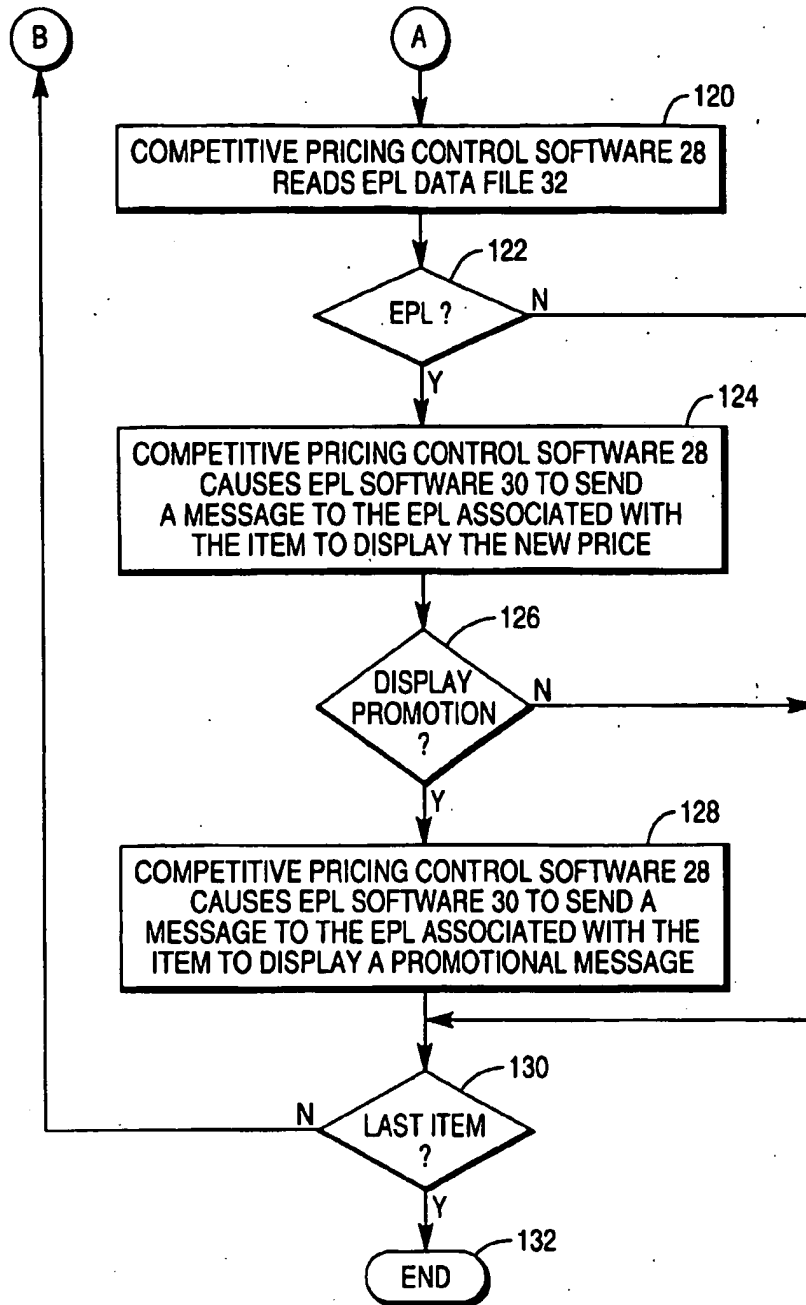 B
A
120
COMPETITIVE PRICING CONTROL SOFTWARE 28
READS EPL DATA FILE 32
122
EPL ?
N
Y
124
COMPETITIVE PRICING CONTROL SOFTWARE 28
CAUSES EPL SOFTWARE 30 TO SEND
A MESSAGE TO THE EPL ASSOCIATED WITH
THE ITEM TO DISPLAY THE NEW PRICE
126
DISPLAY
PROMOTION
?
N
Y
128
COMPETITIVE PRICING CONTROL SOFTWARE 28
CAUSES EPL SOFTWARE 30 TO SEND A
MESSAGE TO THE EPL ASSOCIATED WITH THE
ITEM TO DISPLAY A PROMOTIONAL MESSAGE
130
N
LAST ITEM
?
Y
132
END